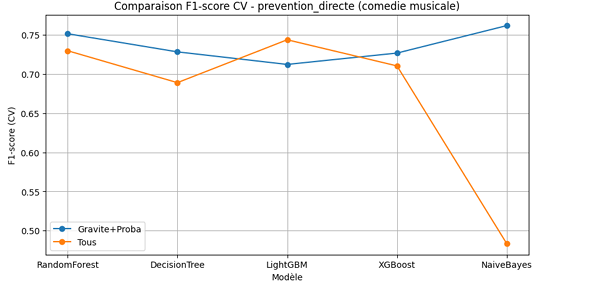 Comparaison F1-score CV - prevention_directe (comedie musicale)
0.75
0.70
0.65
0.60
0.55
0.50
F1-score (CV)
Gravite+Proba
Tous
RandomForest DecisionTree LightGBM XGBoost NaiveBayes
Modèle